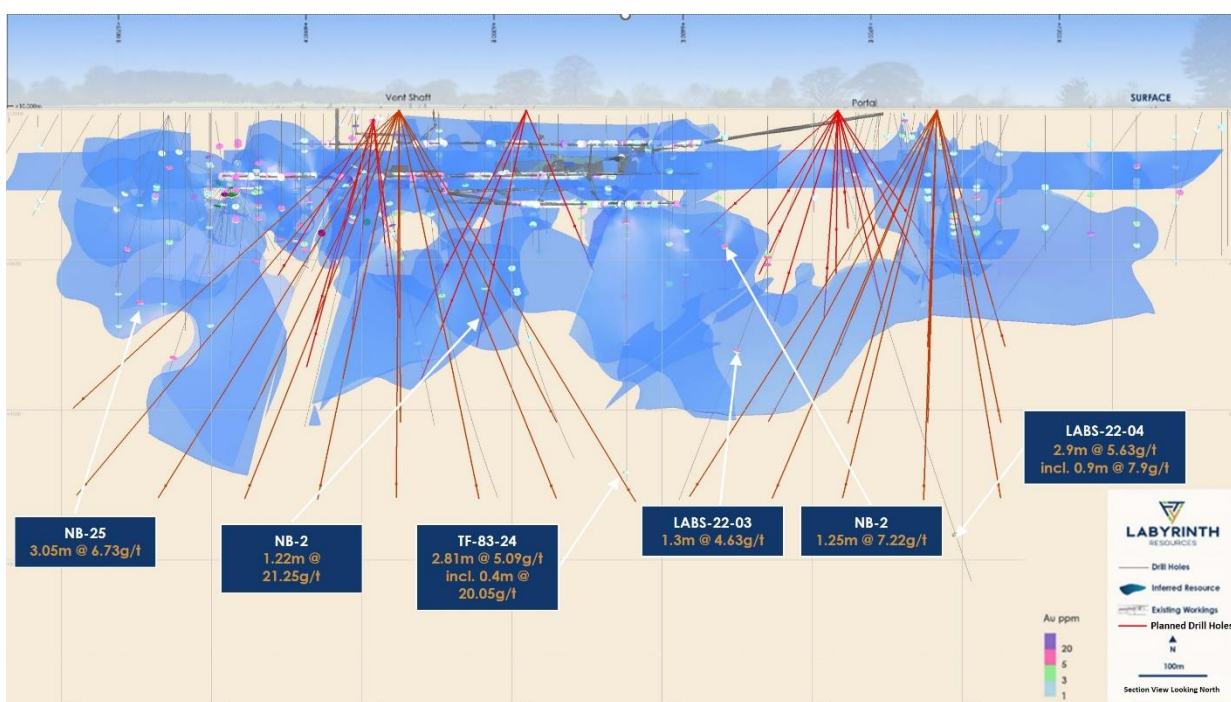 Vent Shaft
Portal
SURFACE
NB-25
3.05m @ 6.73g/t
NB-2
1.22m @
21.25g/t
TF-83-24
2.81m @ 5.09g/t
incl. 0.4m @
20.05g/t
LABS-22-03
1.3m @ 4.63g/t
NB-2
1.25m @ 7.22g/t
LABS-22-04
2.9m @ 5.63g/t
incl. 0.9m @ 7.9g/t
LABYRINTH
RESOURCES
Drill Holes
Inferred Resource
Existing Workings
Planned Drill Holes
N
100m
Section View Looking North
Au ppm
20
5
3
1